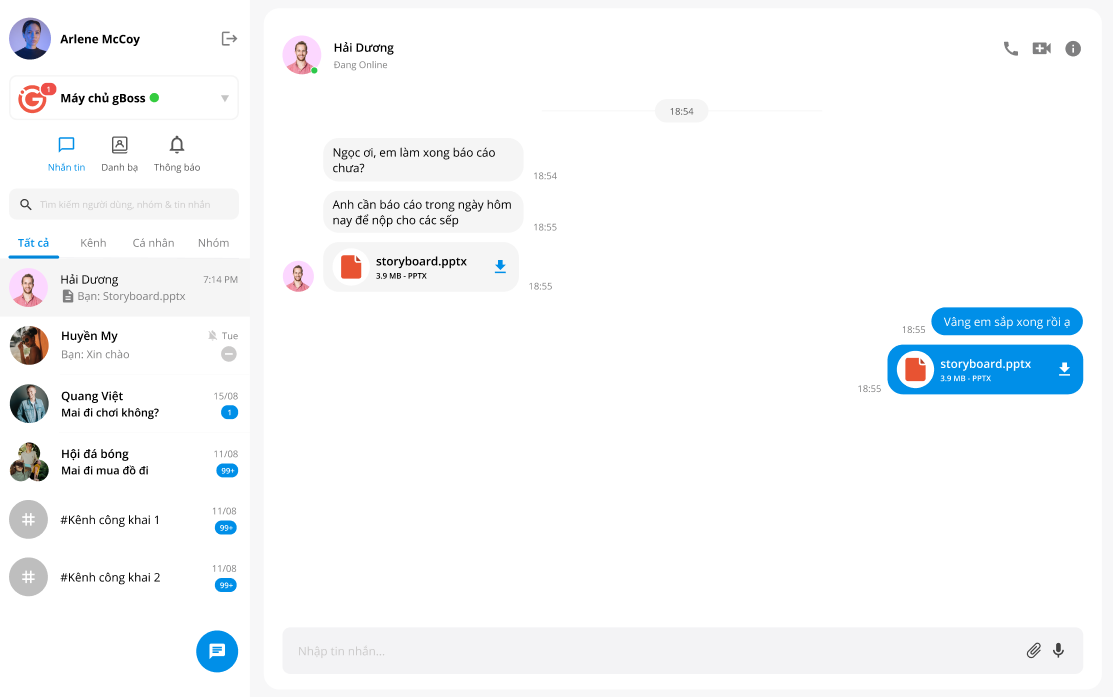 Arlene McCoy
1
Máy chủ gBoss
Nhắn tin
Danh bạ
Thông báo
Tìm kiếm người dùng, nhóm & tin nhắn
Tất cả
Kênh
Cá nhân
Nhóm
Hải Dương
7:14 PM
Bạn: Storyboard.pptx
Huyền My
Tue
Bạn: Xin chào
Quang Việt
15/08
Mai đi chơi không?
1
Hội đá bóng
11/08
Mai đi mua đồ đi
99+
#Kênh công khai 1
11/08
99+
#Kênh công khai 2
11/08
99+
Hải Dương
Đang Online
18:54
Ngọc ơi, em làm xong báo cáo
chưa?
18:54
Anh cần báo cáo trong ngày hôm
nay để nộp cho các sếp
18:55
storyboard.pptx
3.9 MB - PPTX
18:55
Vâng em sắp xong rồi ạ
18:55
storyboard.pptx
3.9 MB - PPTX
18:55
Nhập tin nhắn...